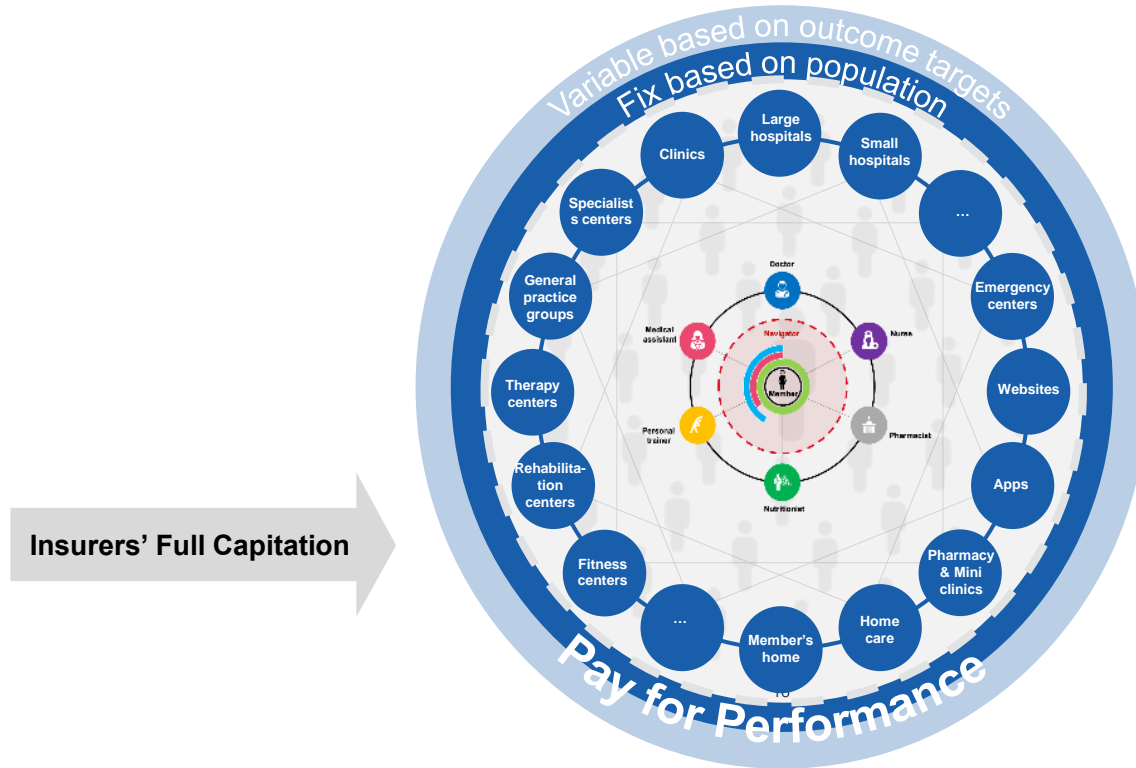 Variable based on outcome targets
Fix based on population
Large
hospitals
Small
hospitals
...
Emergency
centers
Websites
Apps
Pharmacy
& Mini
clinics
Home
care
Member's
home
...
Fitness
centers
Rehabilita-
tion
centers
Therapy
centers
General
practice
groups
Specialist
s centers
Clinics
Doctor
Nurse
Pharmacist
Nutritionist
Personal
trainer
Medical
assistant
Navigator
Member
Insurers' Full Capitation
Pay for Performance